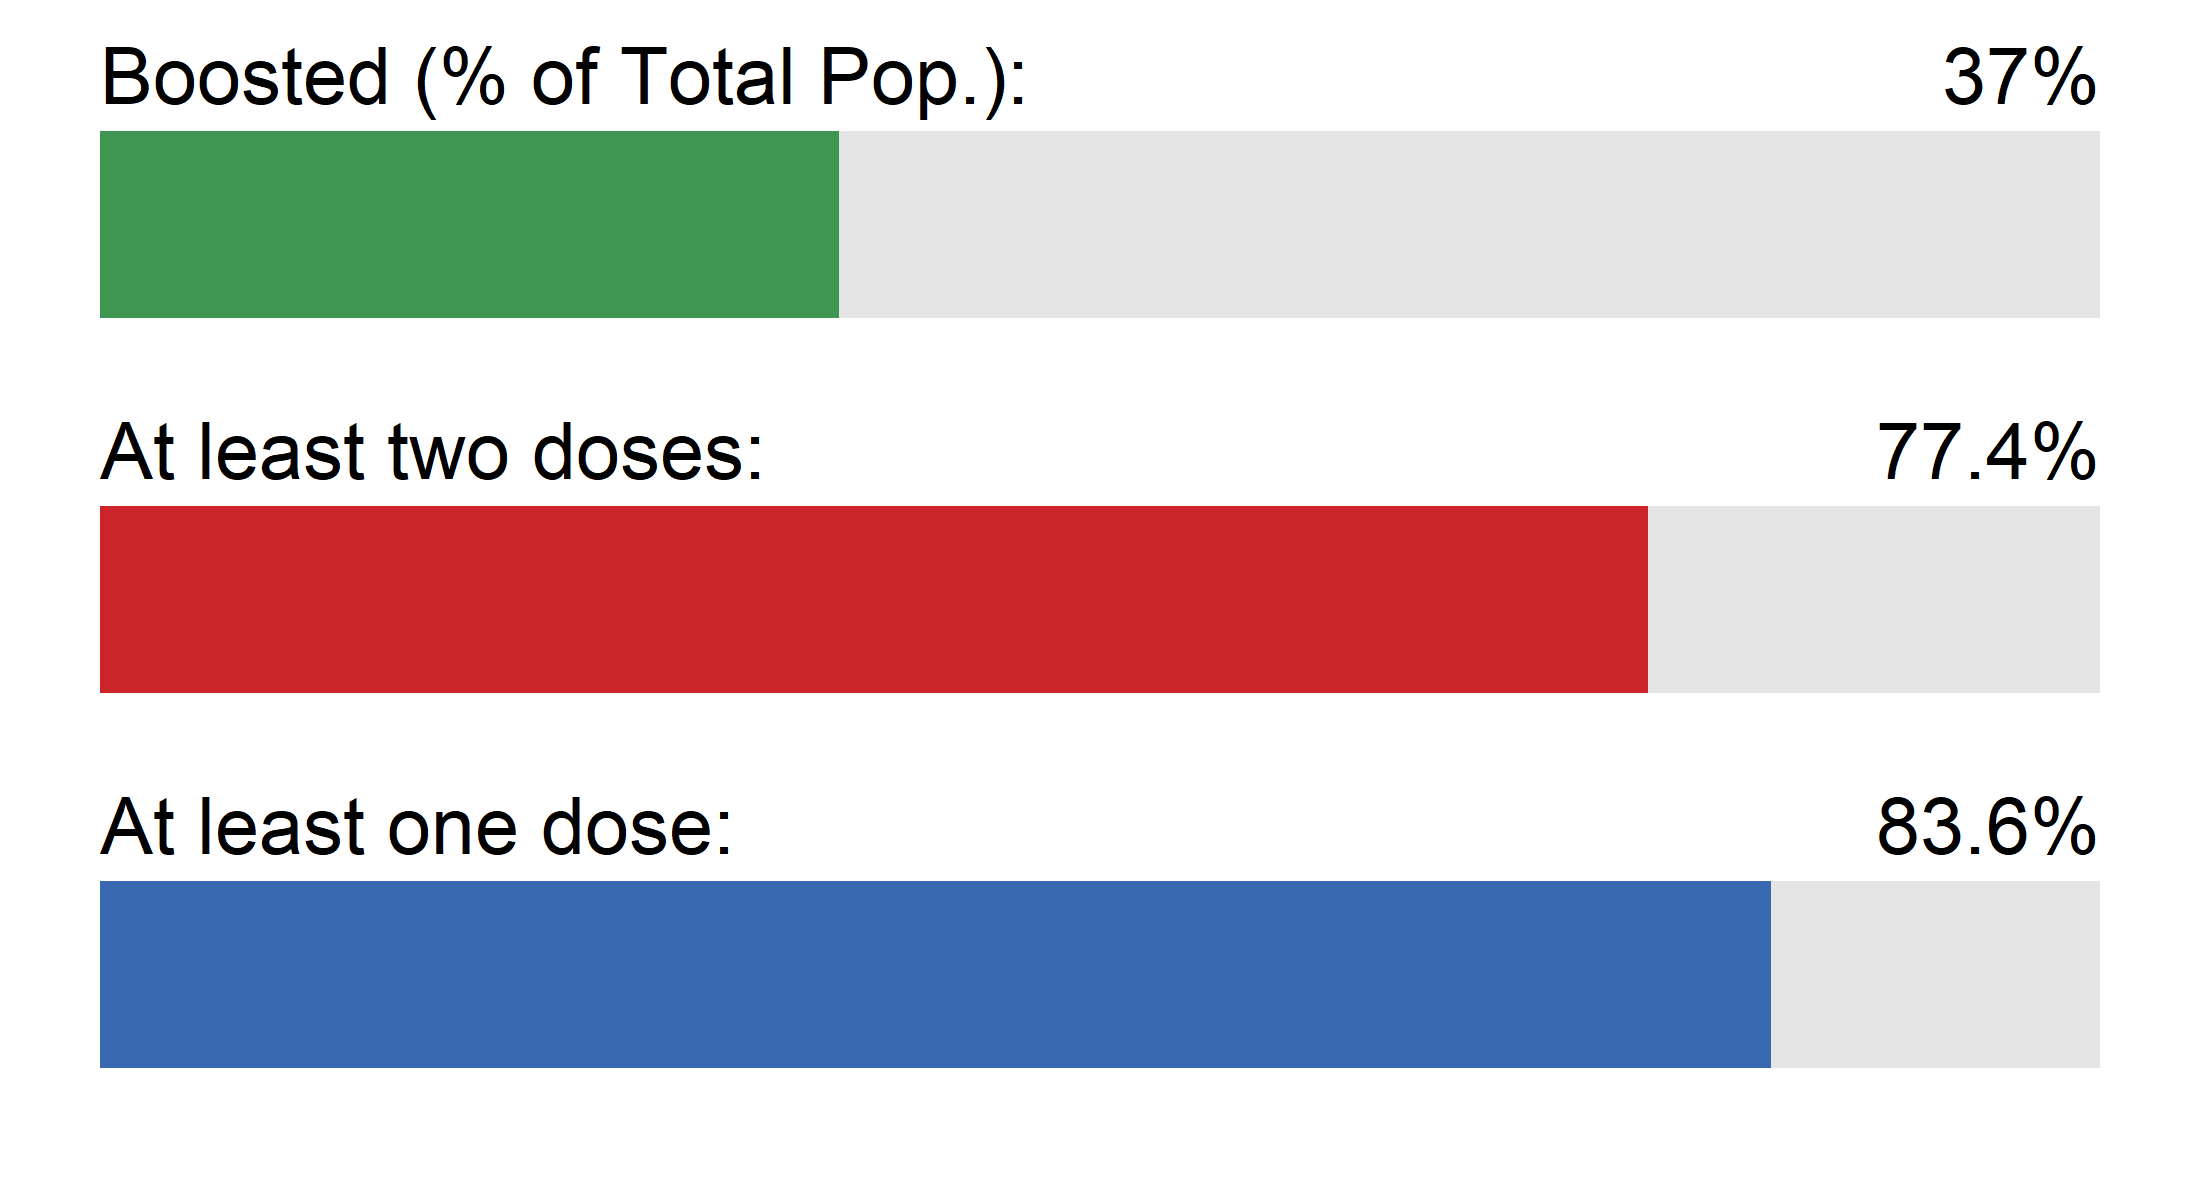 Boosted (% of Total Pop.): 37%
At least two doses: 77.4%
At least one dose: 83.6%